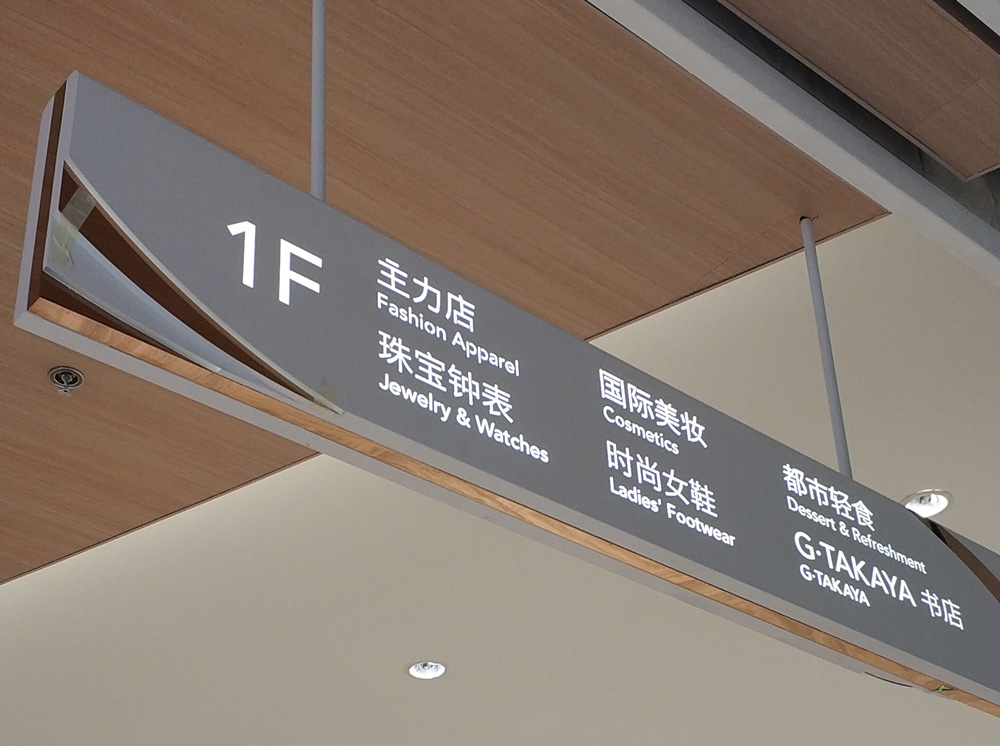 1F
主力店
Fashion Apparel
珠宝钟表
Jewelry & Watches
国际美妆
Cosmetics
时尚女鞋
Ladies' Footwear
都市轻食
Dessert & Refreshment
G·TAKAYA 书店
G·TAKAYA